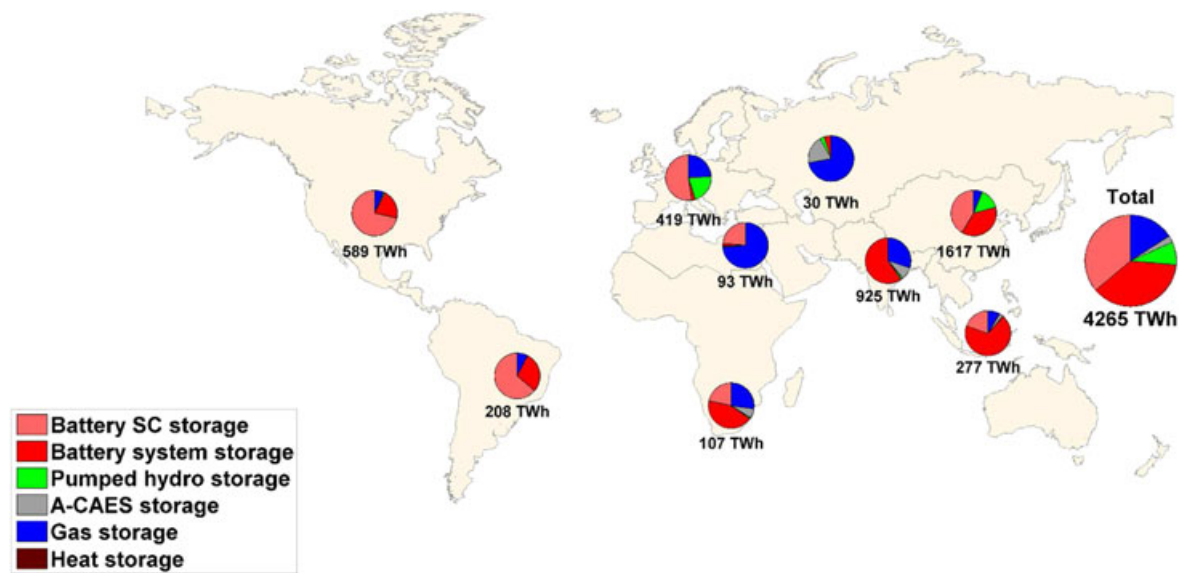 30 TWh
Total
419 TWh
1617 TWh
589 TWh
93 TWh
925 TWh
4265 TWh
277 TWh
208 TWh
107 TWh
Battery SC storage
Battery system storage
Pumped hydro storage
A-CAES storage
Gas storage
Heat storage